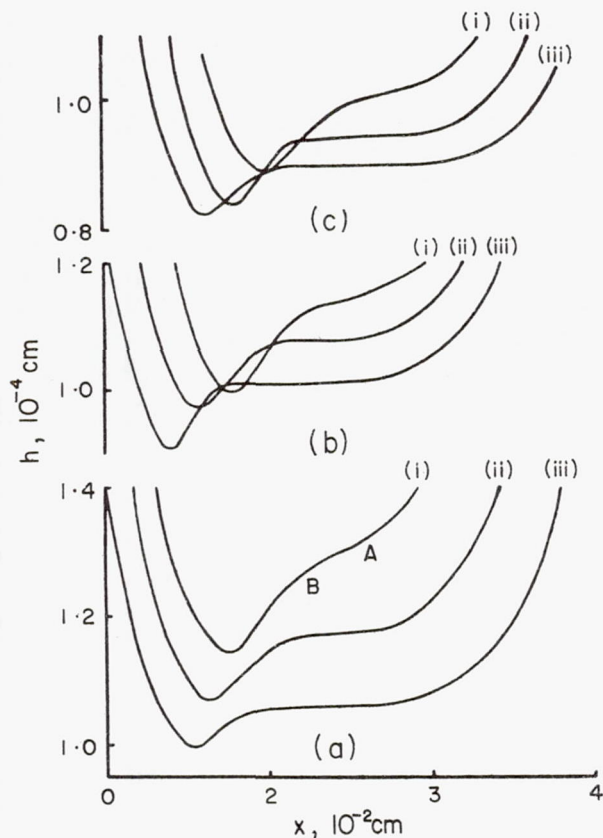 (i) (ii) (iii)
1·0
0·8
(c)
1·2
(i) (ii) (iii)
1·0
(b)
h, 10⁻⁴ cm
1·4
(i) (ii) (iii)
A
B
1·2
1·0
(a)
0 2 3 4
x, 10⁻² cm